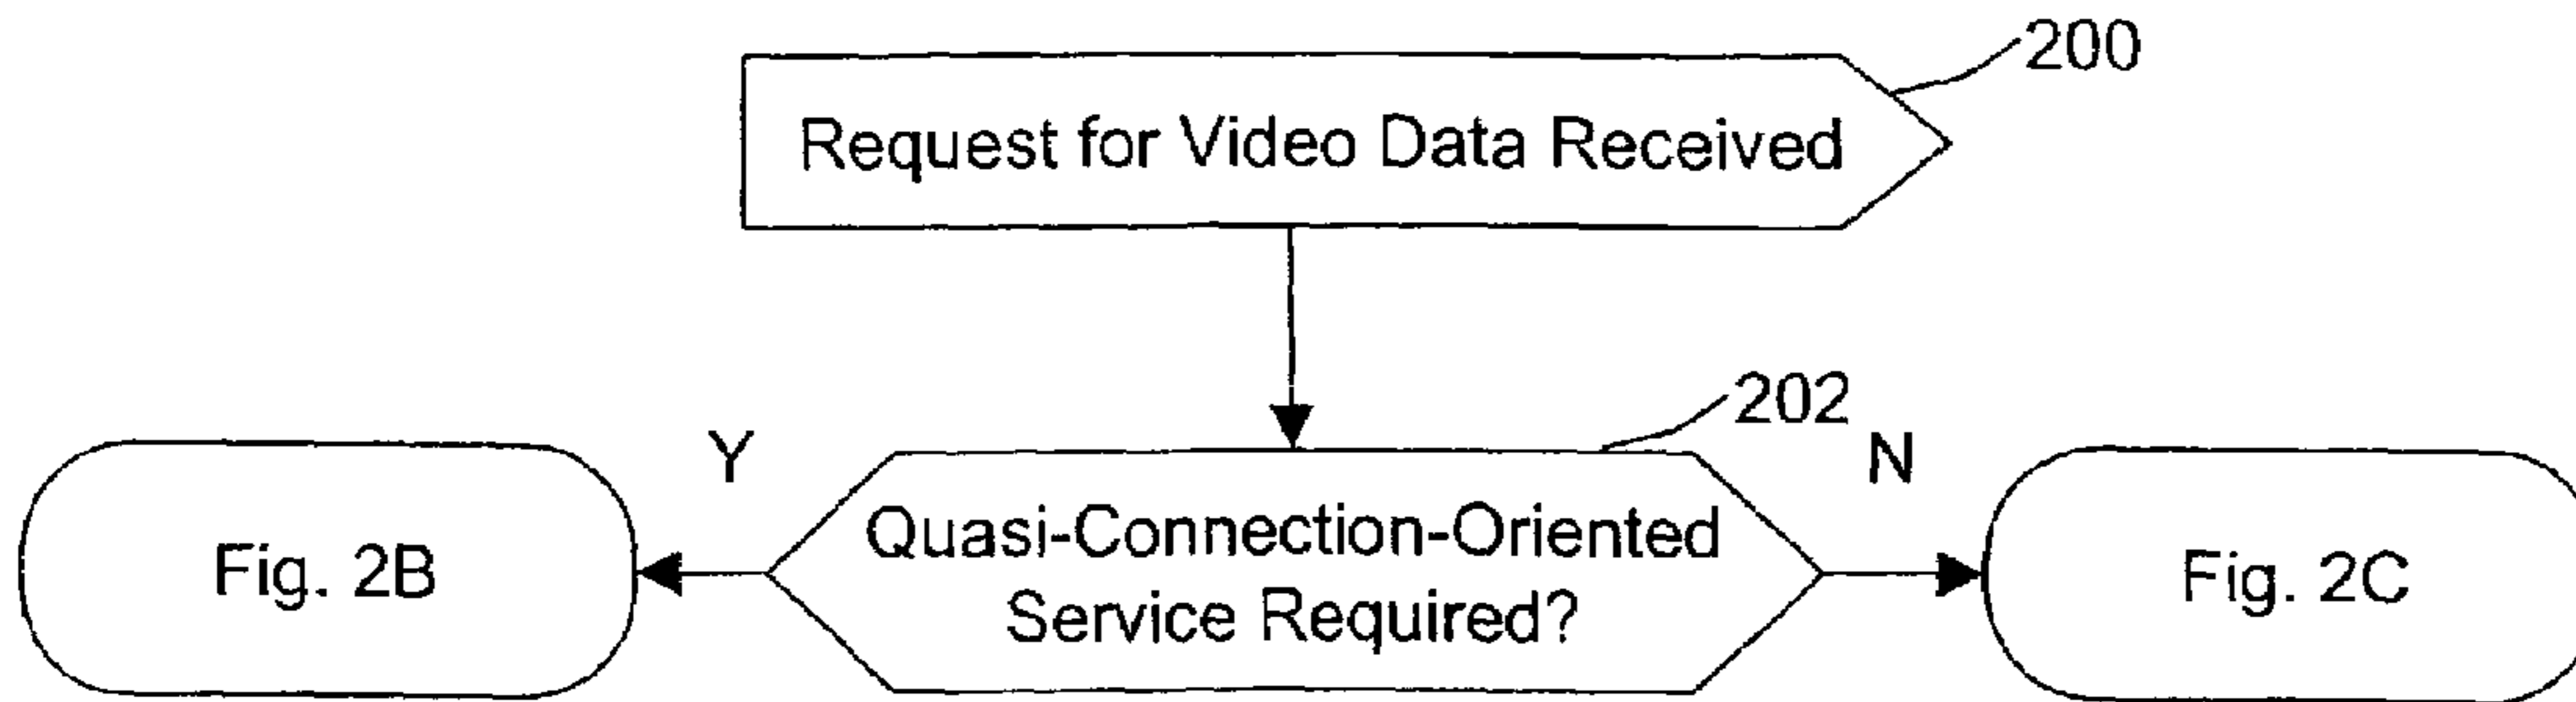 200
Request for Video Data Received
202
Y
N
Quasi-Connection-Oriented
Service Required?
Fig. 2B
Fig. 2C